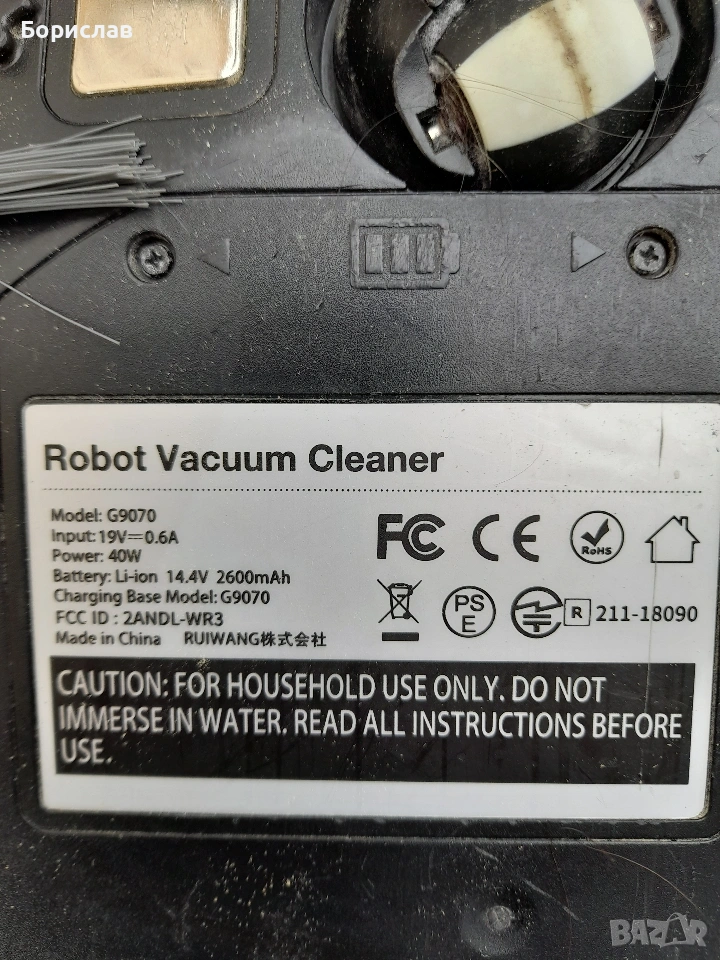 Борислав
Robot Vacuum Cleaner
Model: G9070
Input: 19V⎓0.6A
Power: 40W
Battery: Li-ion 14.4V 2600mAh
Charging Base Model: G9070
FCC ID : 2ANDL-WR3
Made in China RUIWANG株式会社
FC CE RoHS
PS E R 211-18090
CAUTION: FOR HOUSEHOLD USE ONLY. DO NOT
IMMERSE IN WATER. READ ALL INSTRUCTIONS BEFORE
USE.
BAZAR